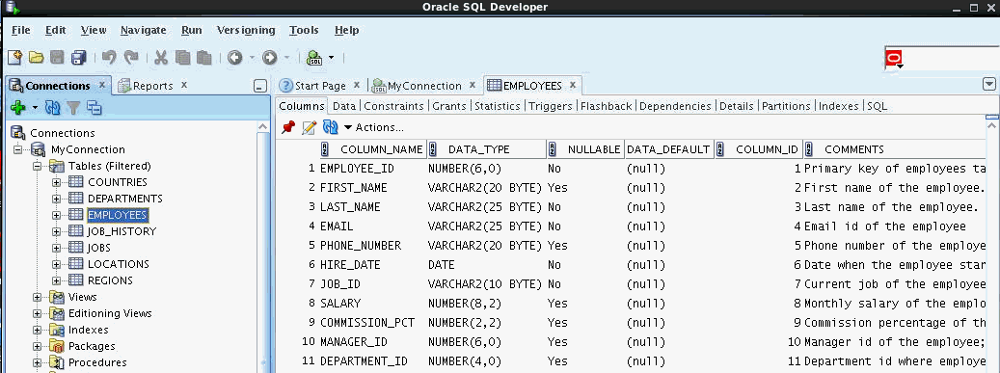 Oracle SQL Developer
File Edit View Navigate Run Versioning Tools Help
SQL
Connections Reports Start Page MyConnection EMPLOYEES
Columns Data Constraints Grants Statistics Triggers Flashback Dependencies Details Partitions Indexes SQL
Actions...
Connections
MyConnection
Tables (Filtered)
COUNTRIES
DEPARTMENTS
EMPLOYEES
JOB_HISTORY
JOBS
LOCATIONS
REGIONS
Views
Editioning Views
Indexes
Packages
Procedures
COLUMN_NAME DATA_TYPE NULLABLE DATA_DEFAULT COLUMN_ID COMMENTS
1 EMPLOYEE_ID NUMBER(6,0) No (null) 1 Primary key of employees ta
2 FIRST_NAME VARCHAR2(20 BYTE) Yes (null) 2 First name of the employee.
3 LAST_NAME VARCHAR2(25 BYTE) No (null) 3 Last name of the employee.
4 EMAIL VARCHAR2(25 BYTE) No (null) 4 Email id of the employee
5 PHONE_NUMBER VARCHAR2(20 BYTE) Yes (null) 5 Phone number of the employe
6 HIRE_DATE DATE No (null) 6 Date when the employee star
7 JOB_ID VARCHAR2(10 BYTE) No (null) 7 Current job of the employee
8 SALARY NUMBER(8,2) Yes (null) 8 Monthly salary of the emplo
9 COMMISSION_PCT NUMBER(2,2) Yes (null) 9 Commission percentage of th
10 MANAGER_ID NUMBER(6,0) Yes (null) 10 Manager id of the employee;
11 DEPARTMENT_ID NUMBER(4,0) Yes (null) 11 Department id where employe